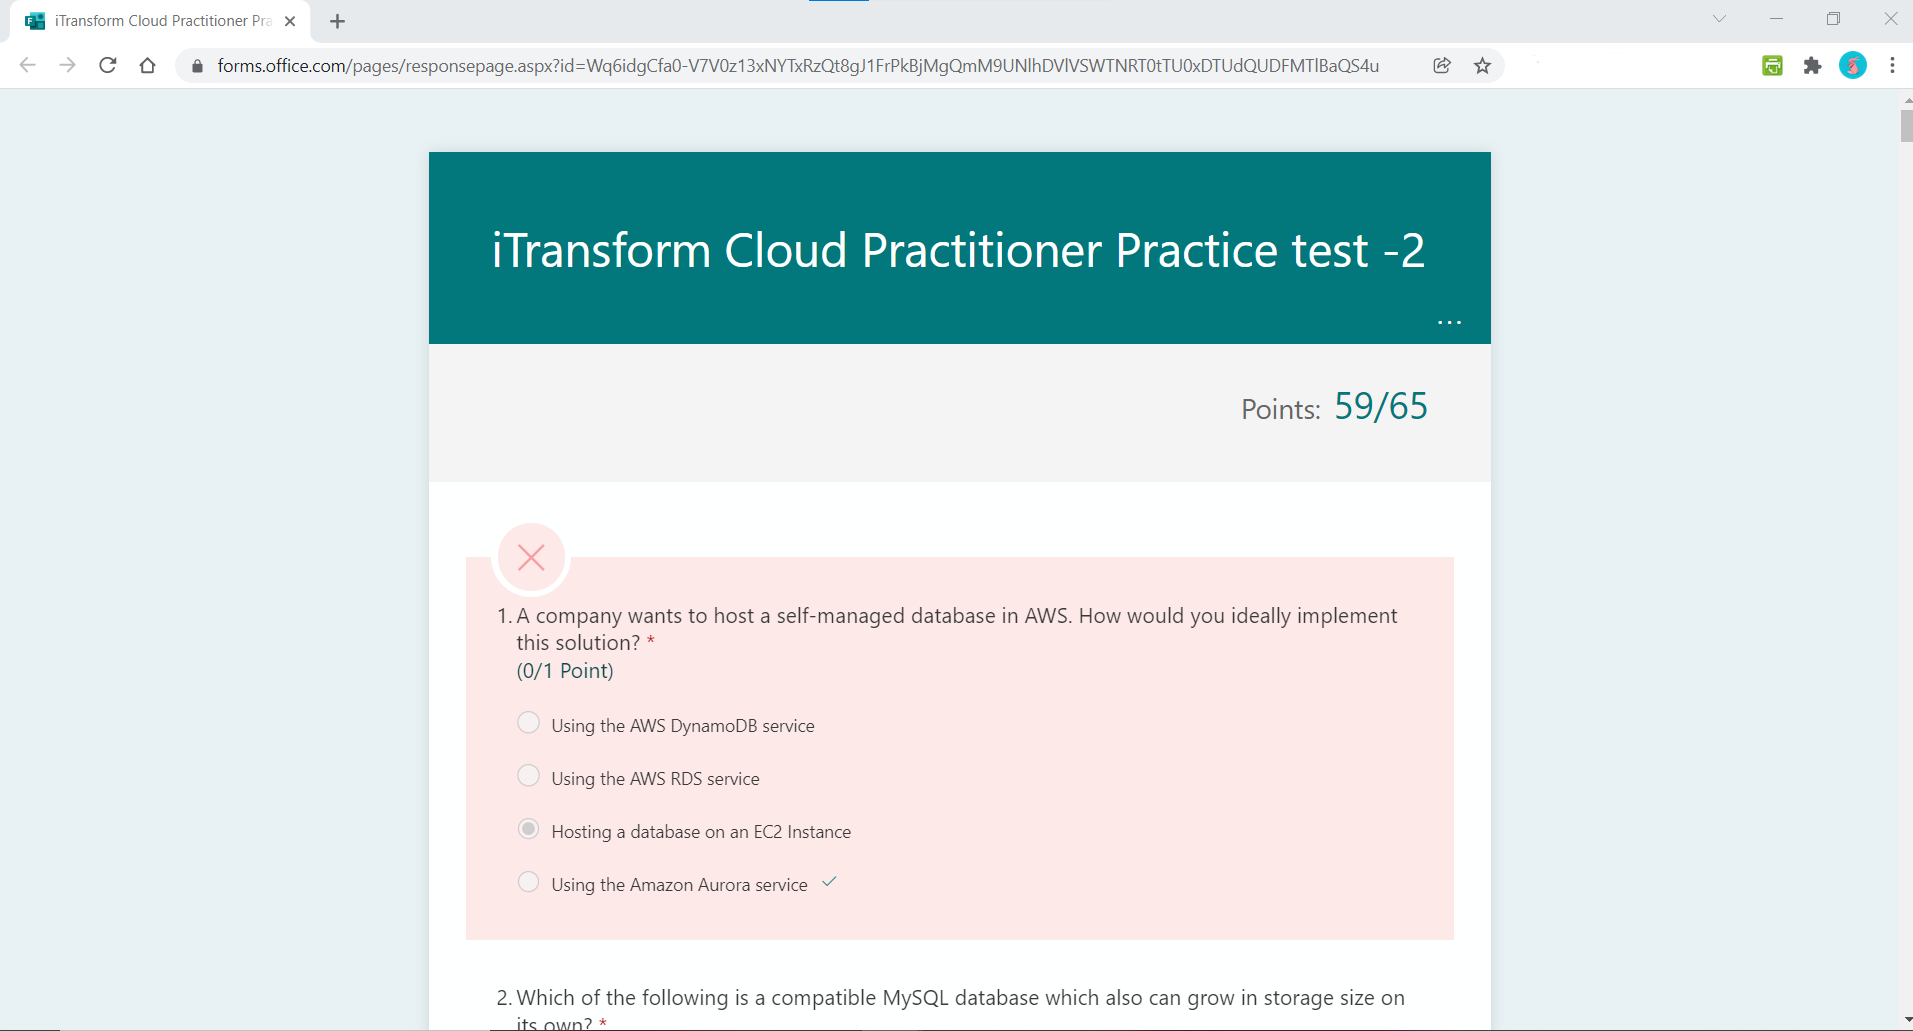 iTransform Cloud Practitioner Pra
forms.office.com/pages/responsepage.aspx?id=Wq6idgCfa0-V7V0z13xNYTxRzQt8gJ1FrPkBjMgQmM9UNlhDVlVSWTNRT0tTU0xDTUdQUDFMTlBaQS4u
iTransform Cloud Practitioner Practice test -2
...
Points: 59/65
1. A company wants to host a self-managed database in AWS. How would you ideally implement
this solution? *
(0/1 Point)
Using the AWS DynamoDB service
Using the AWS RDS service
Hosting a database on an EC2 Instance
Using the Amazon Aurora service
2. Which of the following is a compatible MySQL database which also can grow in storage size on
its own? *